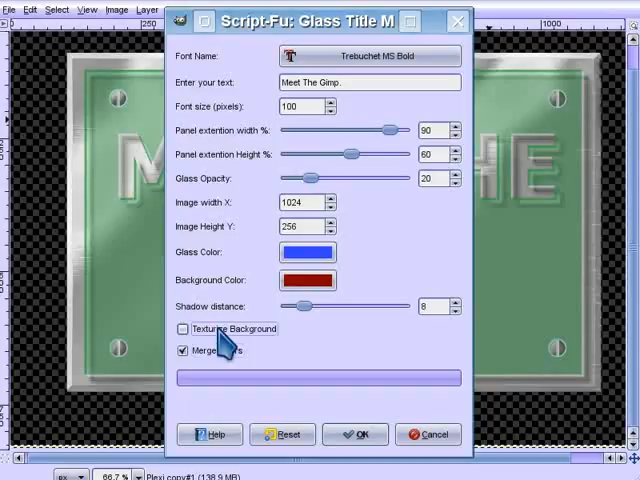 File Edit Select View Image Layer
Script-Fu: Glass Title M
250
1000
Font Name: Trebuchet MS Bold
Enter your text: Meet The Gimp.
Font size (pixels): 100
Panel extention width %: 90
Panel extention Height %: 60
Glass Opacity: 20
Image width X: 1024
Image Height Y: 256
Glass Color:
Background Color:
Shadow distance: 8
Texturize Background
Help Reset OK Cancel
M HE
px 66.7 % Plexi copy#1 (138.9 MB)